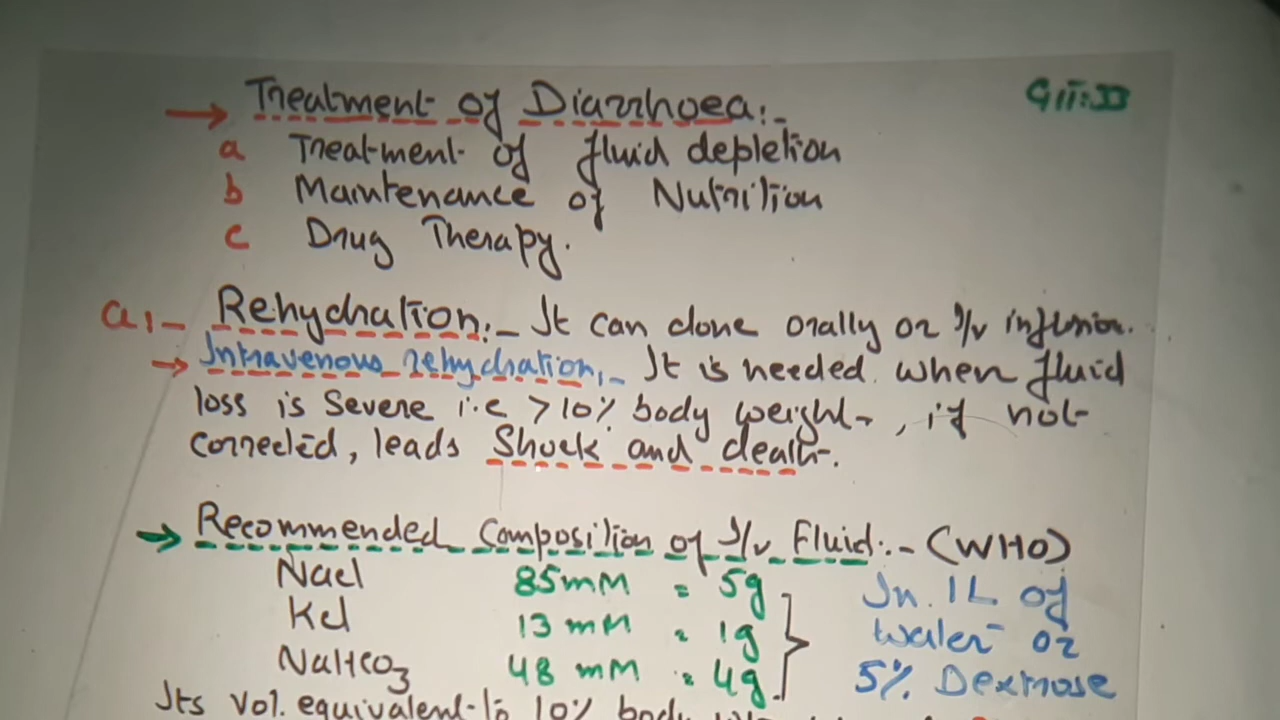 → Treatment of Diarrhoea:-
GIT:
a Treatment of fluid depletion
b Maintenance of Nutrition
c Drug Therapy.
a,- Rehydration:- It can done orally or I/v infusion.
→ Intravenous rehydration,- It is needed when fluid
loss is Severe i.e >10% body weight, if not
corrected, leads Shock and death.
→ Recommended Composition of I/v Fluid:- (WHO)
Nacl 85mM = 5g
Kcl 13 mM = 1g
NaHco3 48 mM = 4g
In 1L of
Water or
5% Dextrose
Its Vol. equivalent to 10% body